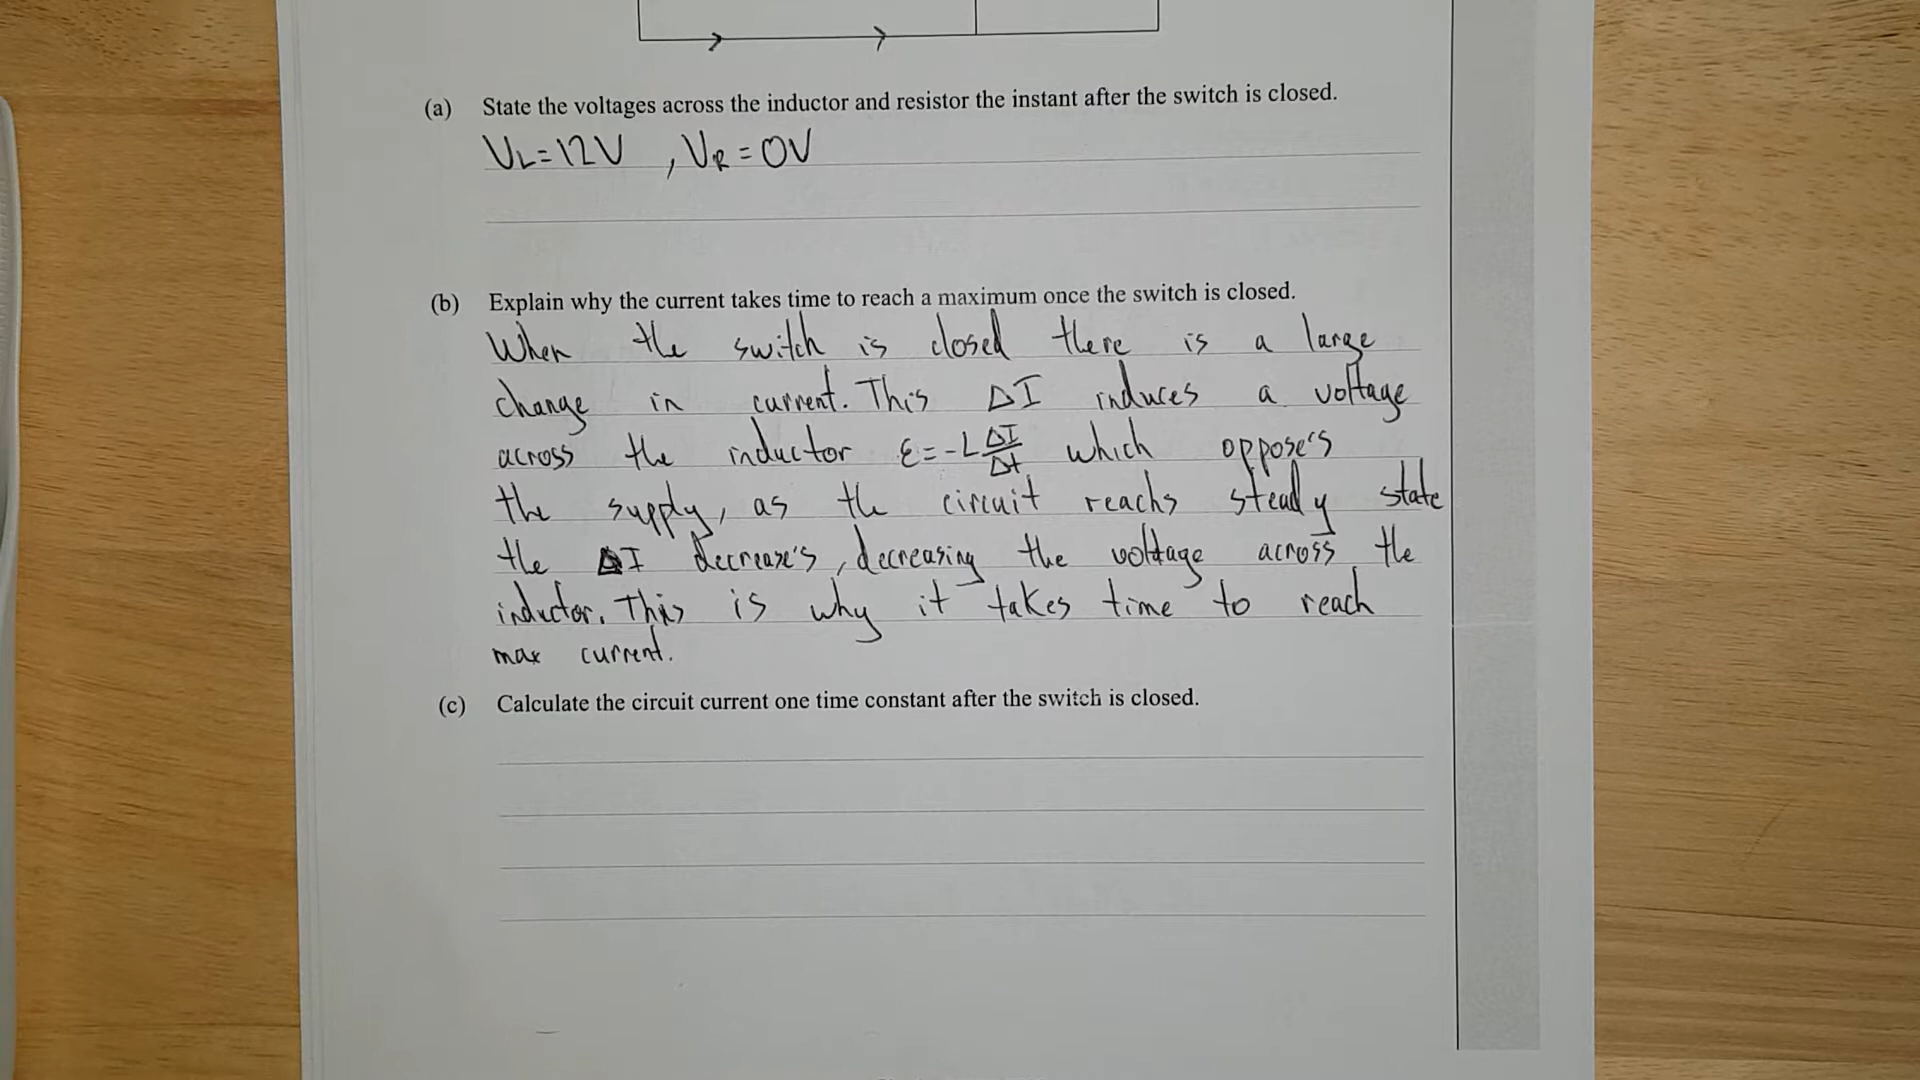 (a) State the voltages across the inductor and resistor the instant after the switch is closed.
VL=12V , VR=0V
(b) Explain why the current takes time to reach a maximum once the switch is closed.
When the switch is closed there is a large
change in current. This ΔI induces a voltage
across the inductor ε=-L ΔI/Δt which oppose's
the supply, as the circuit reachs steady state
the ΔI decrease's, decreasing the voltage across the
inductor. This is why it takes time to reach
max current.
(c) Calculate the circuit current one time constant after the switch is closed.